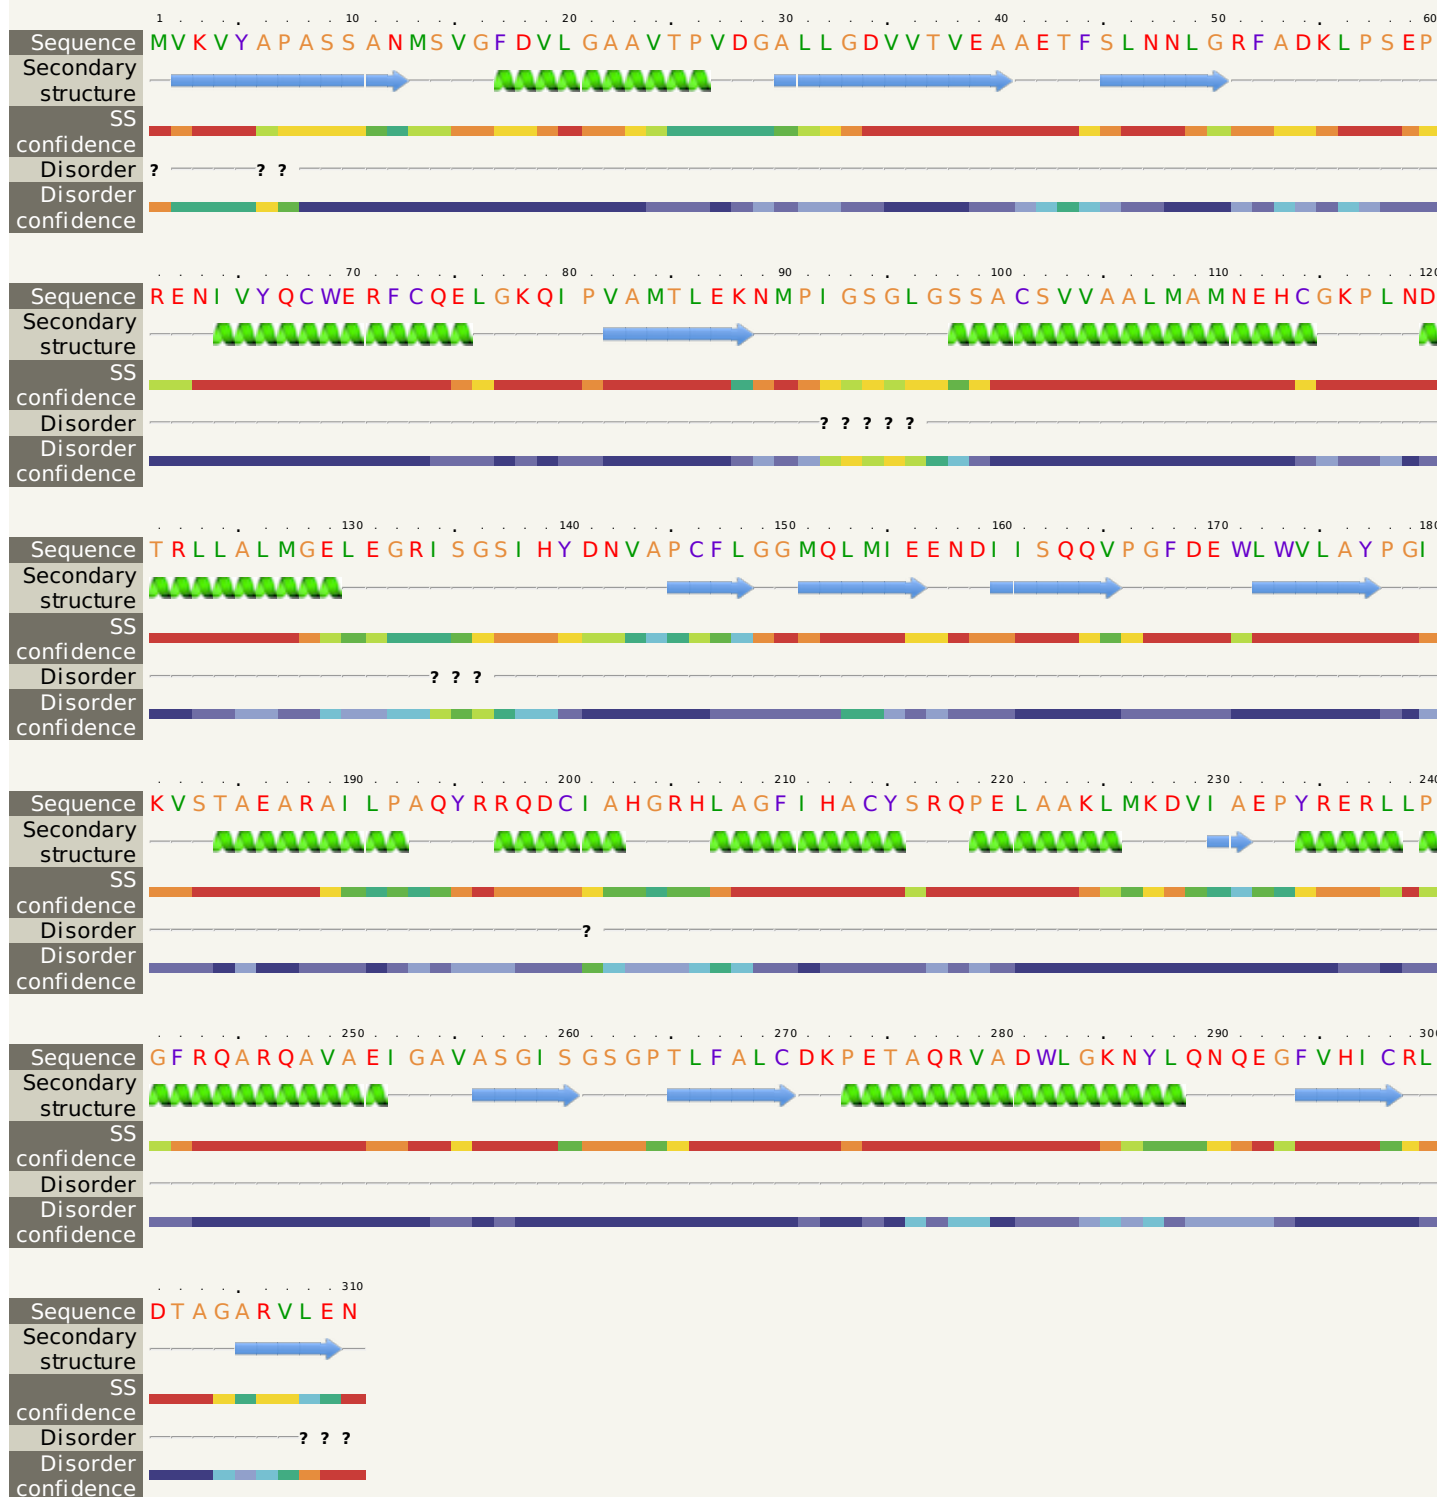 1 . . . . 10 . . . . 20 . . . . 30 . . . . 40 . . . . 50 . . . . 60
Sequence MVKVYAPASSANMSVGFDVLGAAVTPVDGALLGDVVTVEAAETFSLNNLGRFADKLPSEP
Secondary
structure
SS
confidence
Disorder ? ? ?
Disorder
confidence
. . . . 70 . . . . 80 . . . . 90 . . . . 100 . . . . 110 . . . . 120
Sequence RENIVYQCWERFCQELGKQIPVAMTLEKNMPIGSGLGSSACSVVAALMAMNEHCGKPLND
Secondary
structure
SS
confidence
Disorder ? ? ? ? ?
Disorder
confidence
. . . . 130 . . . . 140 . . . . 150 . . . . 160 . . . . 170 . . . . 180
Sequence TRLLALMGELEGRISGSIHYDNVAPCFLGGMQLMIEENDIISQQVPGFDEWLWVLAYPGI
Secondary
structure
SS
confidence
Disorder ? ? ?
Disorder
confidence
. . . . 190 . . . . 200 . . . . 210 . . . . 220 . . . . 230 . . . . 240
Sequence KVSTAEARAILPAQYRRQDCIAHGRHLAGFIHACYSRQPELAAKLMKDVIAEPYRERLLP
Secondary
structure
SS
confidence
Disorder ?
Disorder
confidence
. . . . 250 . . . . 260 . . . . 270 . . . . 280 . . . . 290 . . . . 300
Sequence GFRQARQAVAEIGAVASGISGSGPTLFALCDKPETAQRVADWLGKNYLQNQEGFVHICRL
Secondary
structure
SS
confidence
Disorder
Disorder
confidence
. . . . 310
Sequence DTAGARVLEN
Secondary
structure
SS
confidence
Disorder ? ? ?
Disorder
confidence